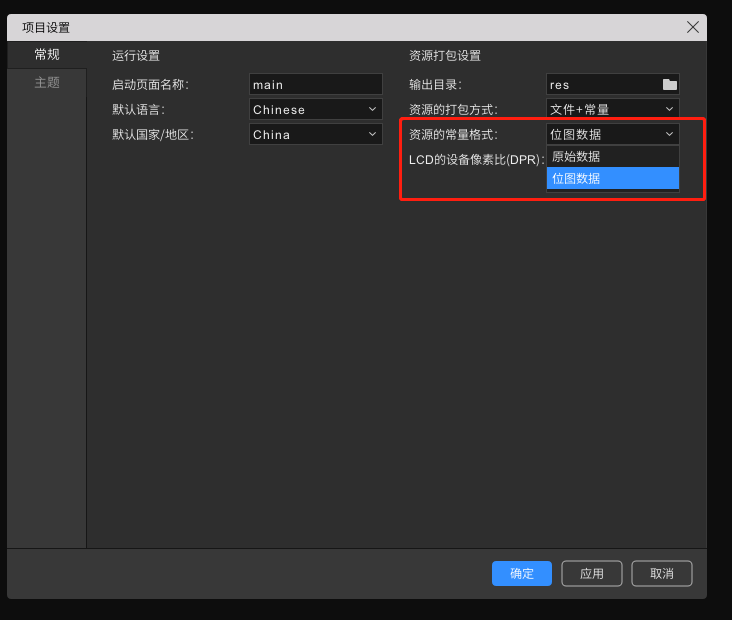 项目设置
常规
主题
运行设置
启动页面名称: main
默认语言: Chinese
默认国家/地区: China
资源打包设置
输出目录: res
资源的打包方式: 文件+常量
资源的常量格式: 位图数据
原始数据
位图数据
LCD的设备像素比(DPR):
确定
应用
取消